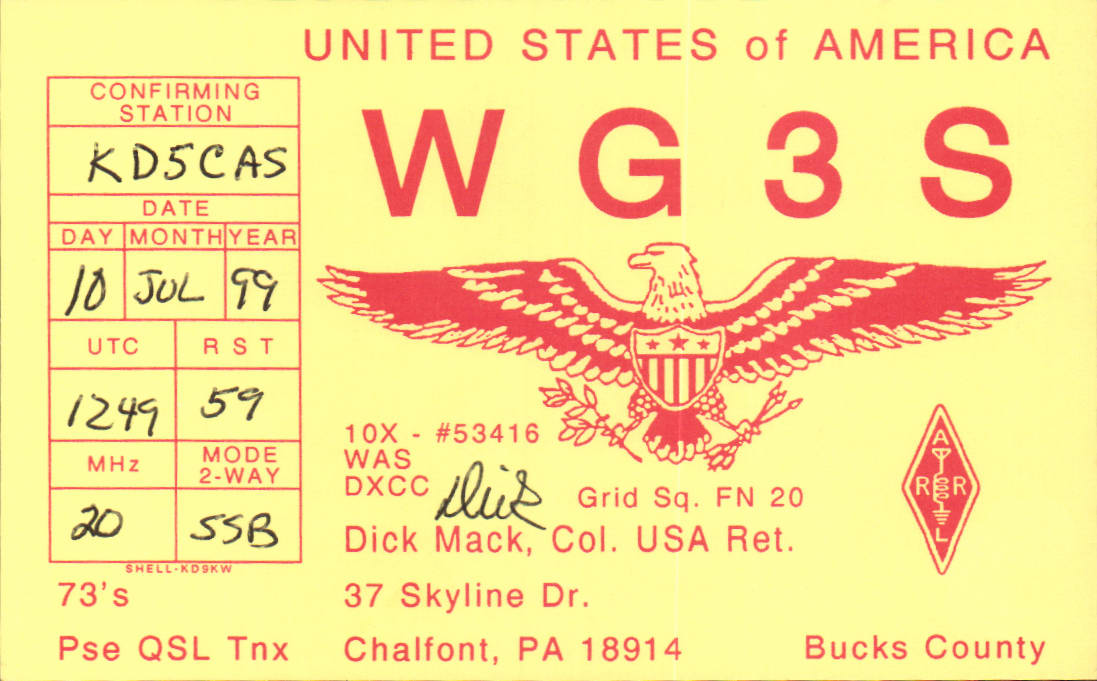 UNITED STATES of AMERICA
WG3S
CONFIRMING
STATION
KD5CAS
DATE
DAY MONTH YEAR
10 JUL 99
UTC RST
1249 59
MHz MODE
2-WAY
20 SSB
SHELL-KD9KW
73's
Pse QSL Tnx
10X - #53416
WAS
DXCC
Dick
Grid Sq. FN 20
Dick Mack, Col. USA Ret.
37 Skyline Dr.
Chalfont, PA 18914
A
R R
L
Bucks County